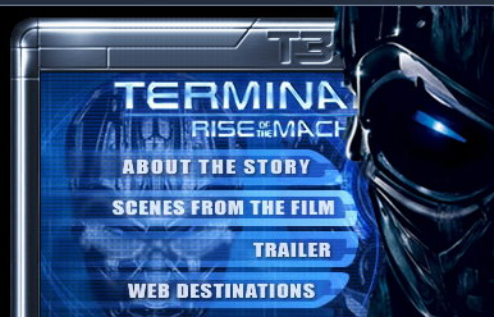 T3
TERMINA
RISE OF THE MACH
ABOUT THE STORY
SCENES FROM THE FILM
TRAILER
WEB DESTINATIONS